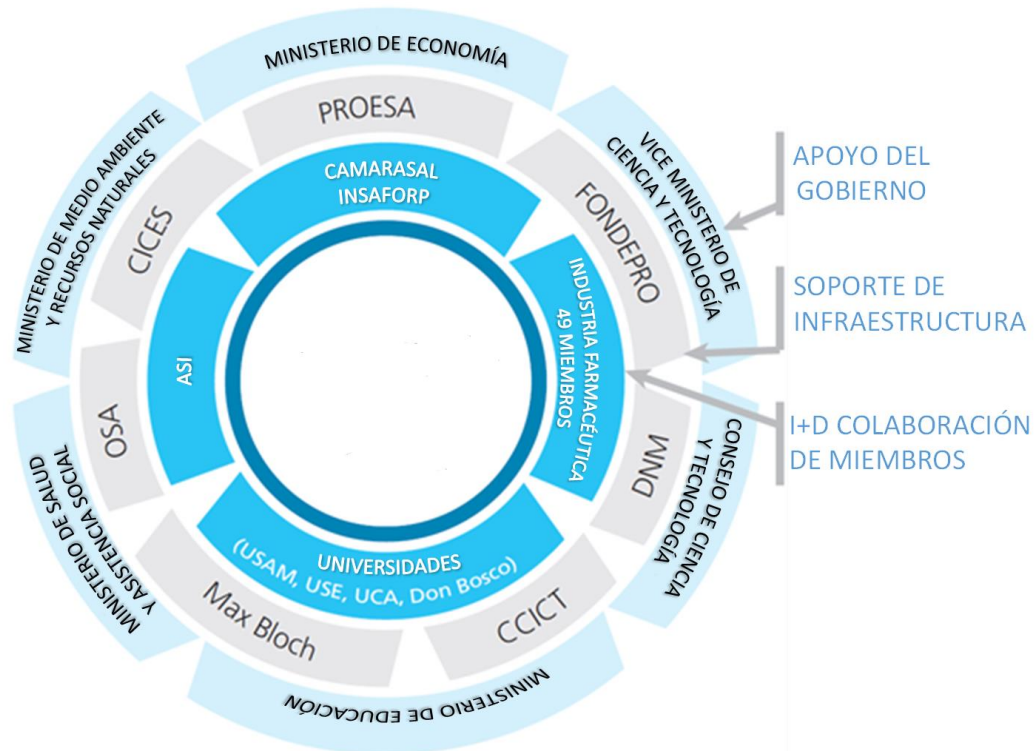 MINISTERIO DE ECONOMÍA
PROESA
CAMARASAL
INSAFORP
VICE MINISTERIO DE
CIENCIA Y TECNOLOGÍA
FONDEPRO
INDUSTRIA FARMACÉUTICA
49 MIEMBROS
CONSEJO DE CIENCIA
Y TECNOLOGÍA
DNM
CCICT
UNIVERSIDADES
(USAM, USE, UCA, Don Bosco)
MINISTERIO DE EDUCACIÓN
Max Bloch
MINISTERIO DE SALUD
Y ASISTENCIA SOCIAL
OSA
ASI
CICES
MINISTERIO DE MEDIO AMBIENTE
Y RECURSOS NATURALES
APOYO DEL
GOBIERNO
SOPORTE DE
INFRAESTRUCTURA
I+D COLABORACIÓN
DE MIEMBROS